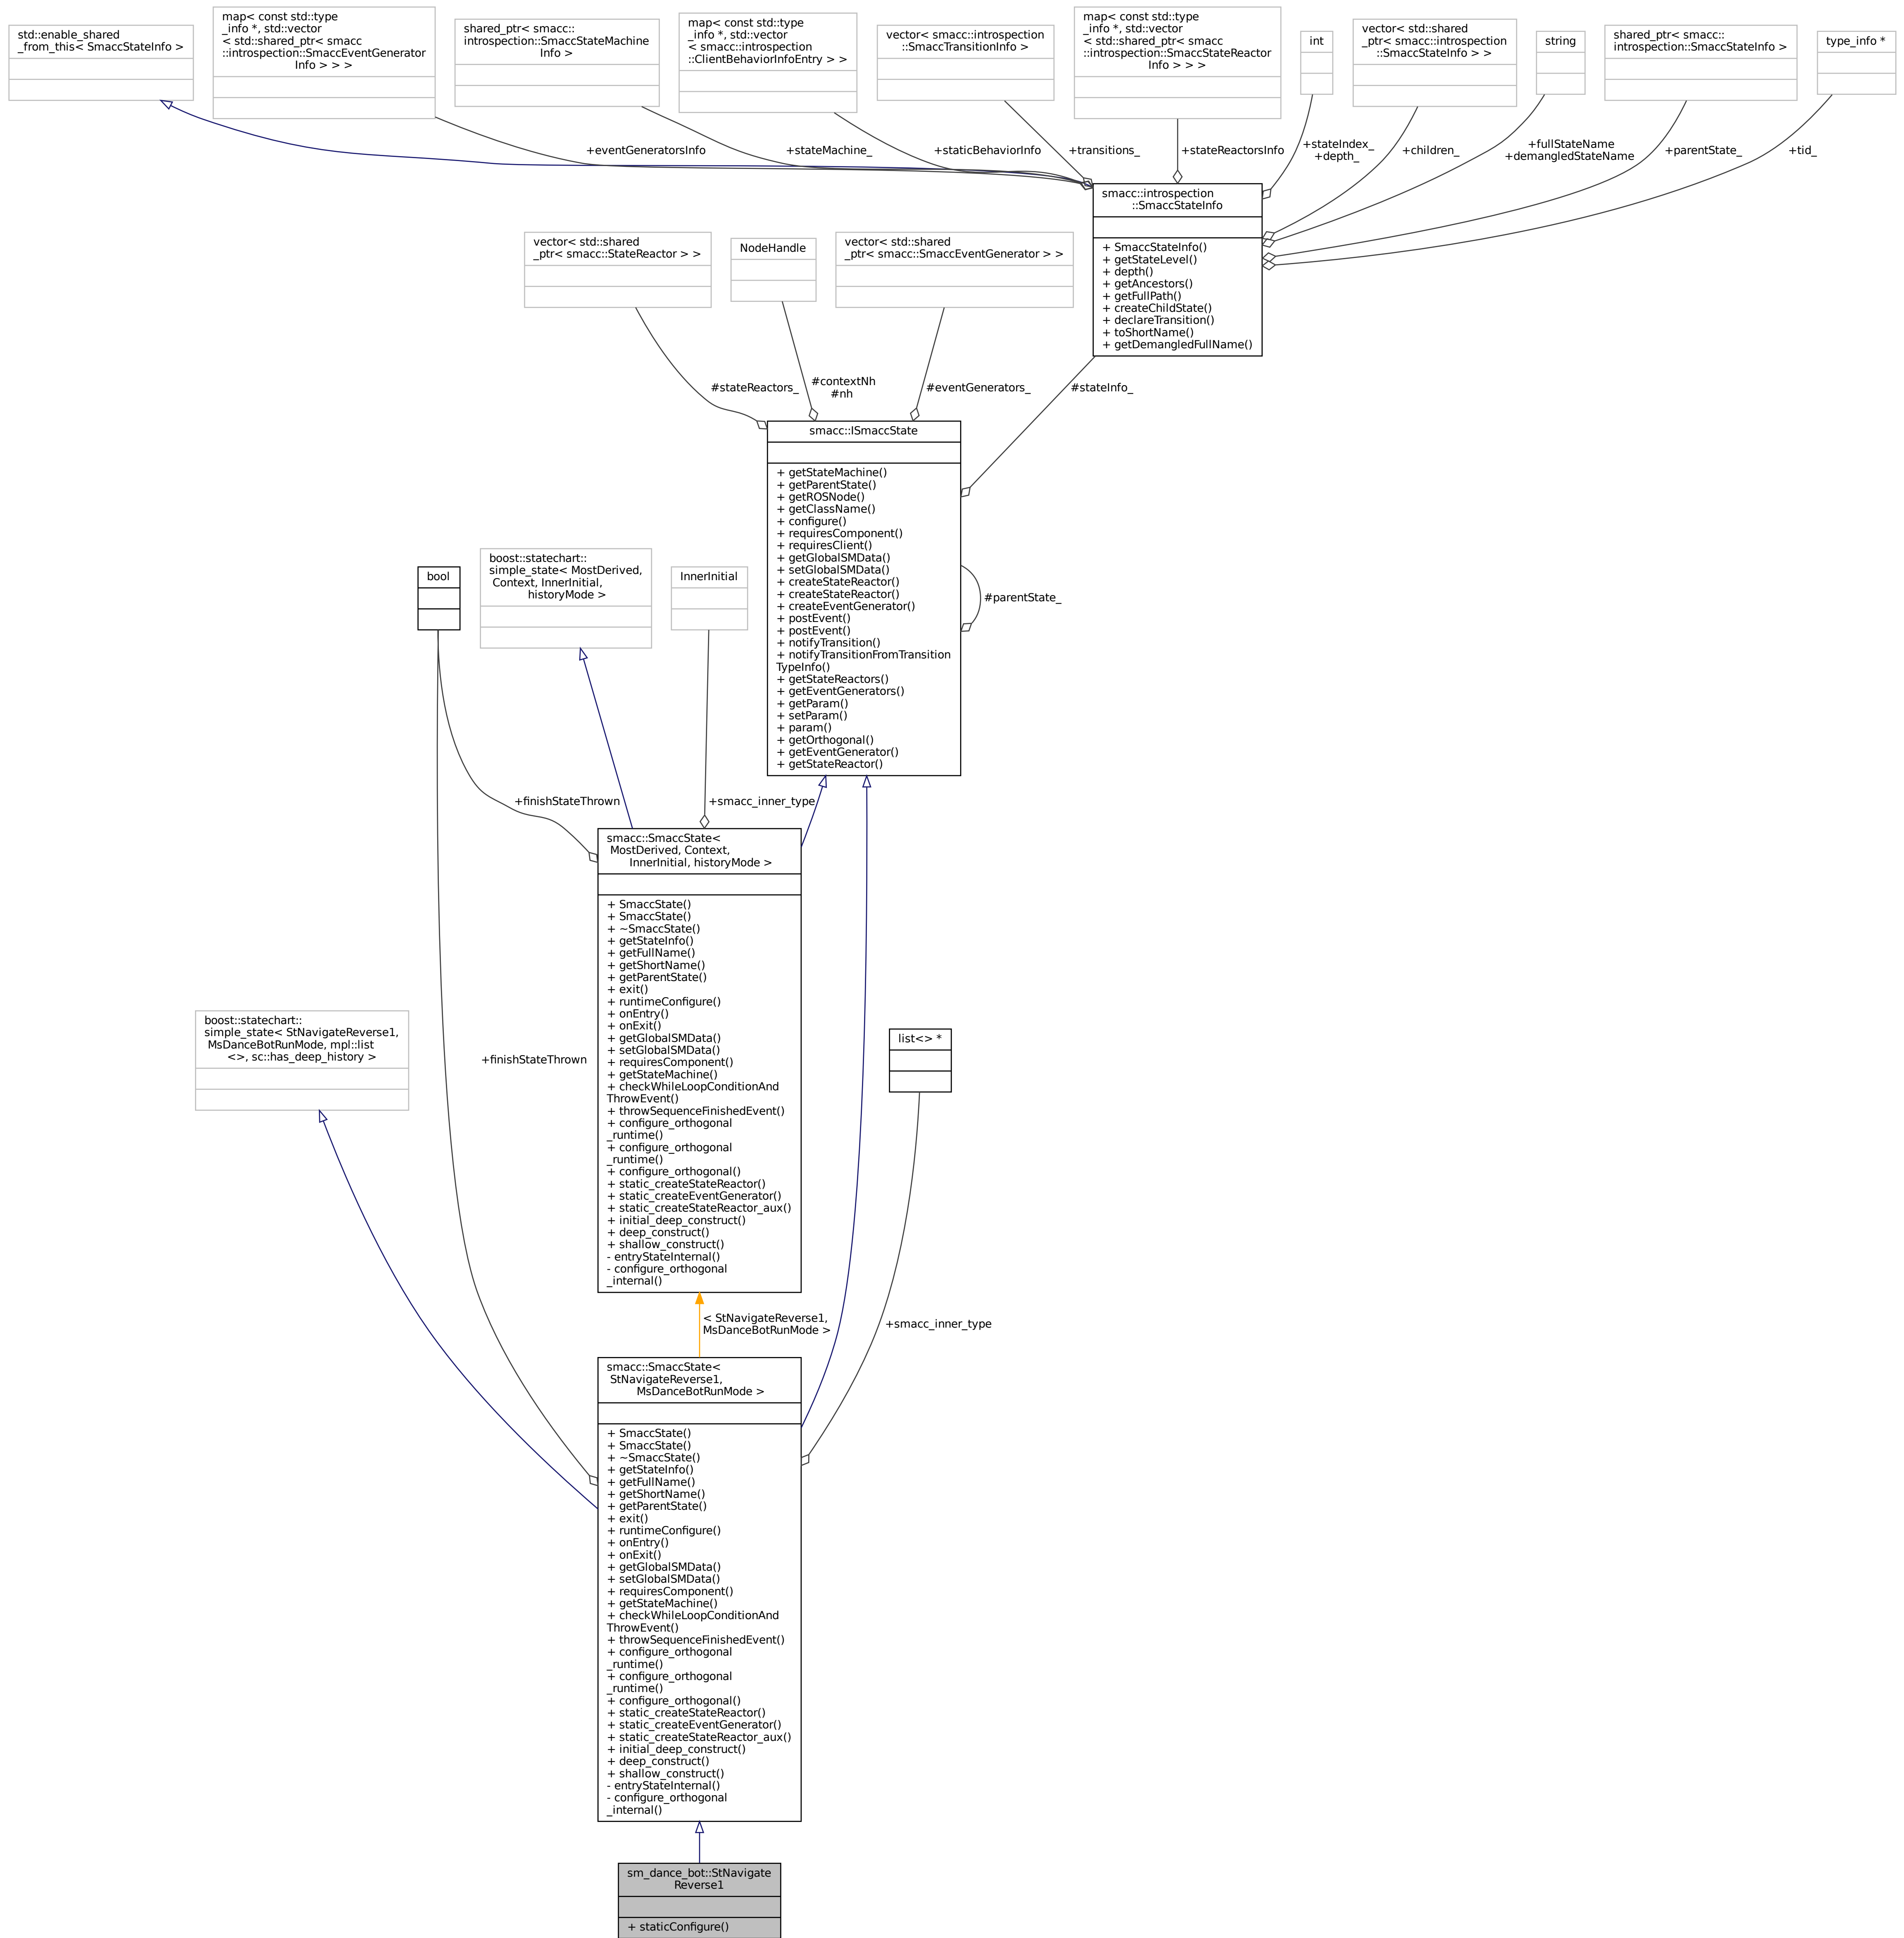 std::enable_shared
_from_this< SmaccStateInfo >
map< const std::type
_info *, std::vector
< std::shared_ptr< smacc
::introspection::SmaccEventGenerator
Info > > >
shared_ptr< smacc::
introspection::SmaccStateMachine
Info >
map< const std::type
_info *, std::vector
< smacc::introspection
::ClientBehaviorInfoEntry > >
vector< smacc::introspection
::SmaccTransitionInfo >
map< const std::type
_info *, std::vector
< std::shared_ptr< smacc
::introspection::SmaccStateReactor
Info > > >
int
vector< std::shared
_ptr< smacc::introspection
::SmaccStateInfo > >
string
shared_ptr< smacc::
introspection::SmaccStateInfo >
type_info *
+eventGeneratorsInfo
+stateMachine_
+staticBehaviorInfo
+transitions_
+stateReactorsInfo
+stateIndex_
+depth_
+children_
+fullStateName
+demangledStateName
+parentState_
+tid_
smacc::introspection
::SmaccStateInfo
+ SmaccStateInfo()
+ getStateLevel()
+ depth()
+ getAncestors()
+ getFullPath()
+ createChildState()
+ declareTransition()
+ toShortName()
+ getDemangledFullName()
vector< std::shared
_ptr< smacc::StateReactor > >
NodeHandle
vector< std::shared
_ptr< smacc::SmaccEventGenerator > >
#stateReactors_
#contextNh
#nh
#eventGenerators_
#stateInfo_
smacc::ISmaccState
+ getStateMachine()
+ getParentState()
+ getROSNode()
+ getClassName()
+ configure()
+ requiresComponent()
+ requiresClient()
+ getGlobalSMData()
+ setGlobalSMData()
+ createStateReactor()
+ createStateReactor()
+ createEventGenerator()
+ postEvent()
+ postEvent()
+ notifyTransition()
+ notifyTransitionFromTransition
TypeInfo()
+ getStateReactors()
+ getEventGenerators()
+ getParam()
+ setParam()
+ param()
+ getOrthogonal()
+ getEventGenerator()
+ getStateReactor()
#parentState_
bool
boost::statechart::
simple_state< MostDerived,
Context, InnerInitial,
historyMode >
InnerInitial
+finishStateThrown
+smacc_inner_type
smacc::SmaccState<
MostDerived, Context,
InnerInitial, historyMode >
+ SmaccState()
+ SmaccState()
+ ~SmaccState()
+ getStateInfo()
+ getFullName()
+ getShortName()
+ getParentState()
+ exit()
+ runtimeConfigure()
+ onEntry()
+ onExit()
+ getGlobalSMData()
+ setGlobalSMData()
+ requiresComponent()
+ getStateMachine()
+ checkWhileLoopConditionAnd
ThrowEvent()
+ throwSequenceFinishedEvent()
+ configure_orthogonal
_runtime()
+ configure_orthogonal
_runtime()
+ configure_orthogonal()
+ static_createStateReactor()
+ static_createEventGenerator()
+ static_createStateReactor_aux()
+ initial_deep_construct()
+ deep_construct()
+ shallow_construct()
- entryStateInternal()
- configure_orthogonal
_internal()
boost::statechart::
simple_state< StNavigateReverse1,
MsDanceBotRunMode, mpl::list
<>, sc::has_deep_history >
+finishStateThrown
list<> *
< StNavigateReverse1,
MsDanceBotRunMode >
+smacc_inner_type
smacc::SmaccState<
StNavigateReverse1,
MsDanceBotRunMode >
+ SmaccState()
+ SmaccState()
+ ~SmaccState()
+ getStateInfo()
+ getFullName()
+ getShortName()
+ getParentState()
+ exit()
+ runtimeConfigure()
+ onEntry()
+ onExit()
+ getGlobalSMData()
+ setGlobalSMData()
+ requiresComponent()
+ getStateMachine()
+ checkWhileLoopConditionAnd
ThrowEvent()
+ throwSequenceFinishedEvent()
+ configure_orthogonal
_runtime()
+ configure_orthogonal
_runtime()
+ configure_orthogonal()
+ static_createStateReactor()
+ static_createEventGenerator()
+ static_createStateReactor_aux()
+ initial_deep_construct()
+ deep_construct()
+ shallow_construct()
- entryStateInternal()
- configure_orthogonal
_internal()
sm_dance_bot::StNavigate
Reverse1
+ staticConfigure()